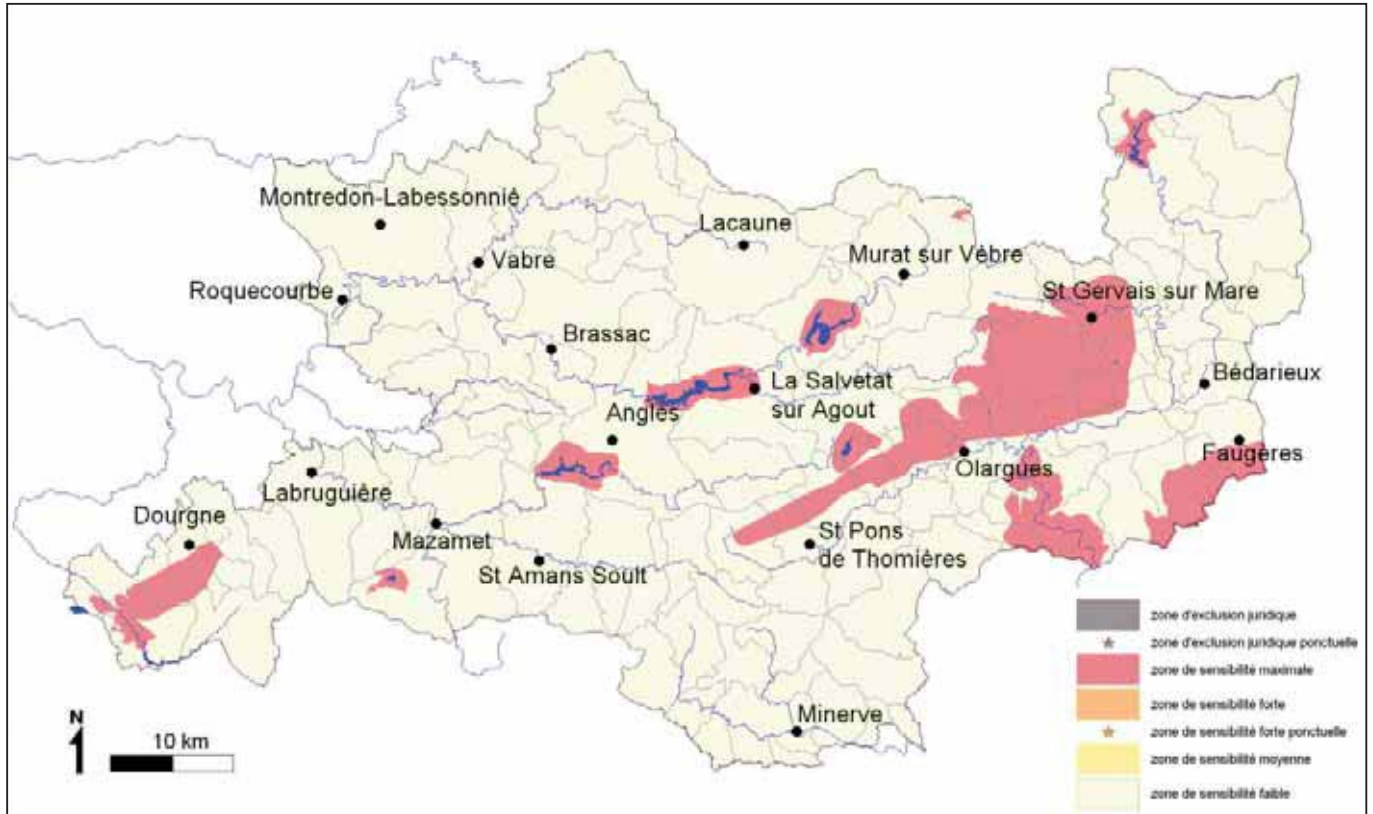 Montredon-Labessonnié
Lacaune
Vabre
Murat sur Vèbre
Roquecourbe
St Gervais sur Mare
Brassac
La Salvetat
sur Agout
Bédarieux
Angles
Faugères
Olargues
Labruguière
Dourgne
Mazamet
St Pons
de Thomières
St Amans Soult
Minerve
N
10 km
zone d'exclusion juridique
zone d'exclusion juridique ponctuelle
zone de sensibilité maximale
zone de sensibilité forte
zone de sensibilité forte ponctuelle
zone de sensibilité moyenne
zone de sensibilité faible